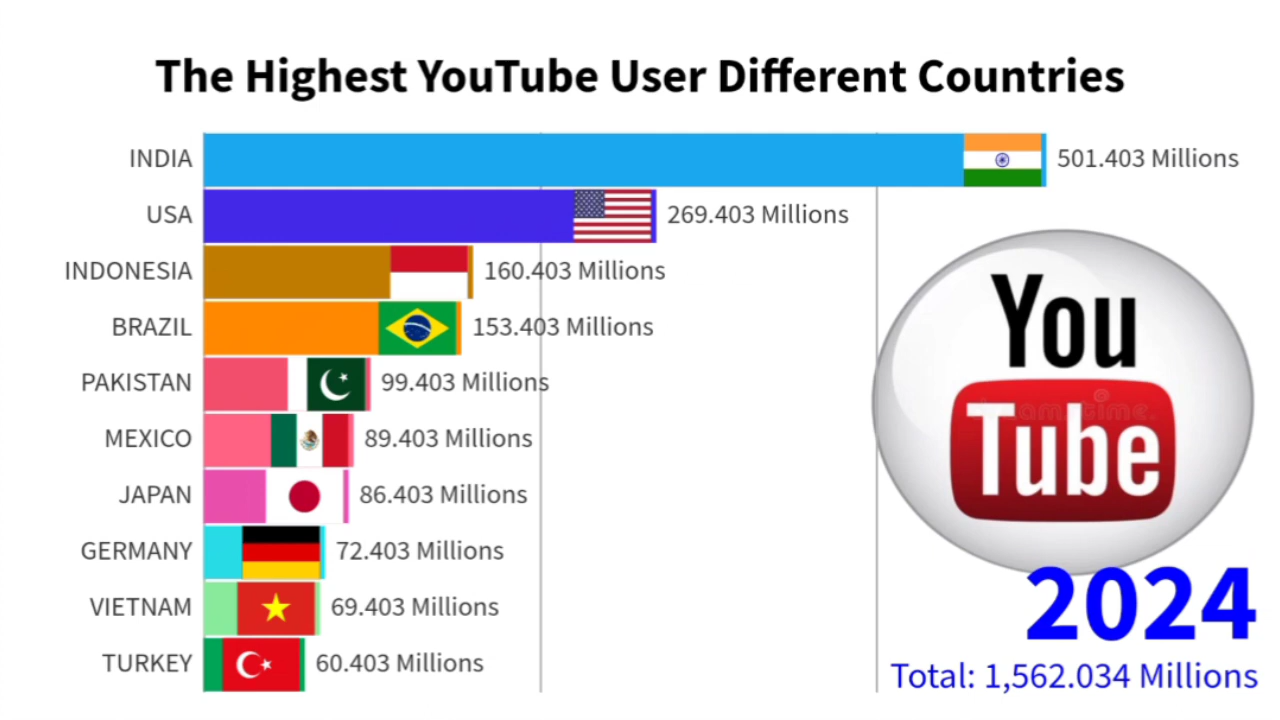 The Highest YouTube User Different Countries
INDIA 501.403 Millions
USA 269.403 Millions
INDONESIA 160.403 Millions
BRAZIL 153.403 Millions
PAKISTAN 99.403 Millions
MEXICO 89.403 Millions
JAPAN 86.403 Millions
GERMANY 72.403 Millions
VIETNAM 69.403 Millions
TURKEY 60.403 Millions
You
Tube
2024
Total: 1,562.034 Millions